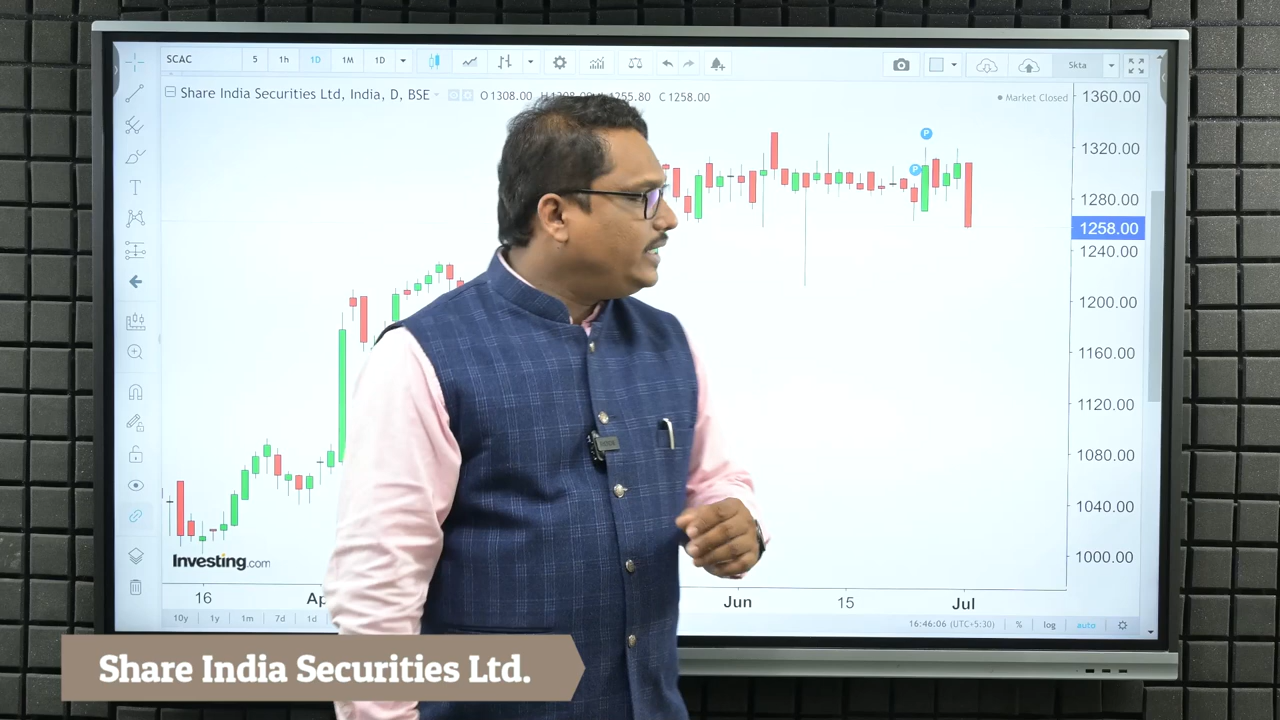 SCAC 5 1h 1D 1M 1D 5kta
Share India Securities Ltd, India, D, BSE O1308.00 1255.80 C1258.00 Market Closed
P
P
1360.00
1320.00
1280.00
1258.00
1240.00
1200.00
1160.00
1120.00
1080.00
1040.00
1000.00
Investing.com
16 Jun 15 Jul
10y 1y 1m 7d 1d 16:46:06 (UTC+5:30) % log auto
Share India Securities Ltd.